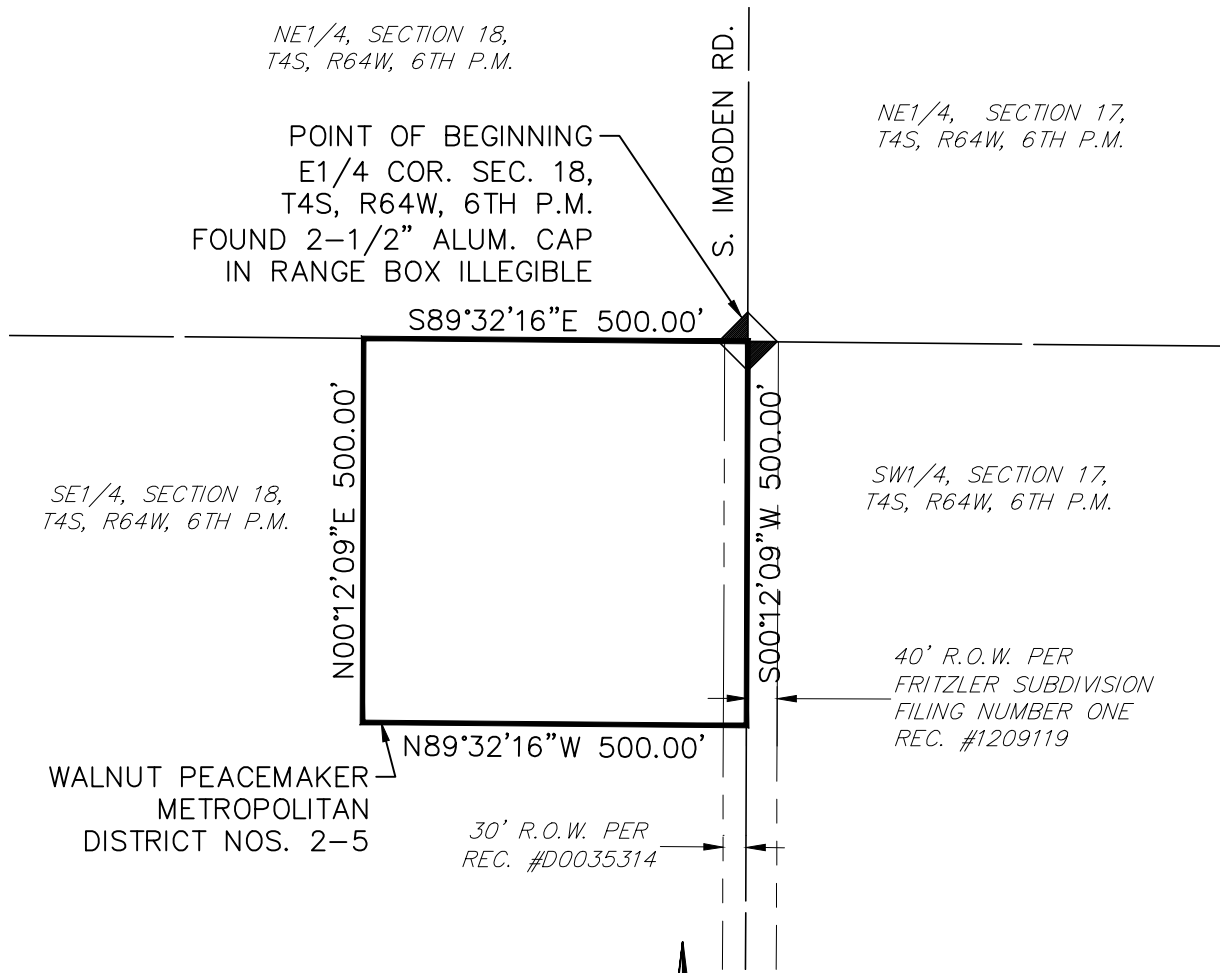 NE1/4, SECTION 18,
T4S, R64W, 6TH P.M.
S. IMBODEN RD.
NE1/4, SECTION 17,
T4S, R64W, 6TH P.M.
POINT OF BEGINNING
E1/4 COR. SEC. 18,
T4S, R64W, 6TH P.M.
FOUND 2-1/2" ALUM. CAP
IN RANGE BOX ILLEGIBLE
S89°32'16"E 500.00'
N00°12'09"E 500.00'
S00°12'09"W 500.00'
SE1/4, SECTION 18,
T4S, R64W, 6TH P.M.
SW1/4, SECTION 17,
T4S, R64W, 6TH P.M.
40' R.O.W. PER
FRITZLER SUBDIVISION
FILING NUMBER ONE
REC. #1209119
N89°32'16"W 500.00'
WALNUT PEACEMAKER
METROPOLITAN
DISTRICT NOS. 2-5
30' R.O.W. PER
REC. #D0035314